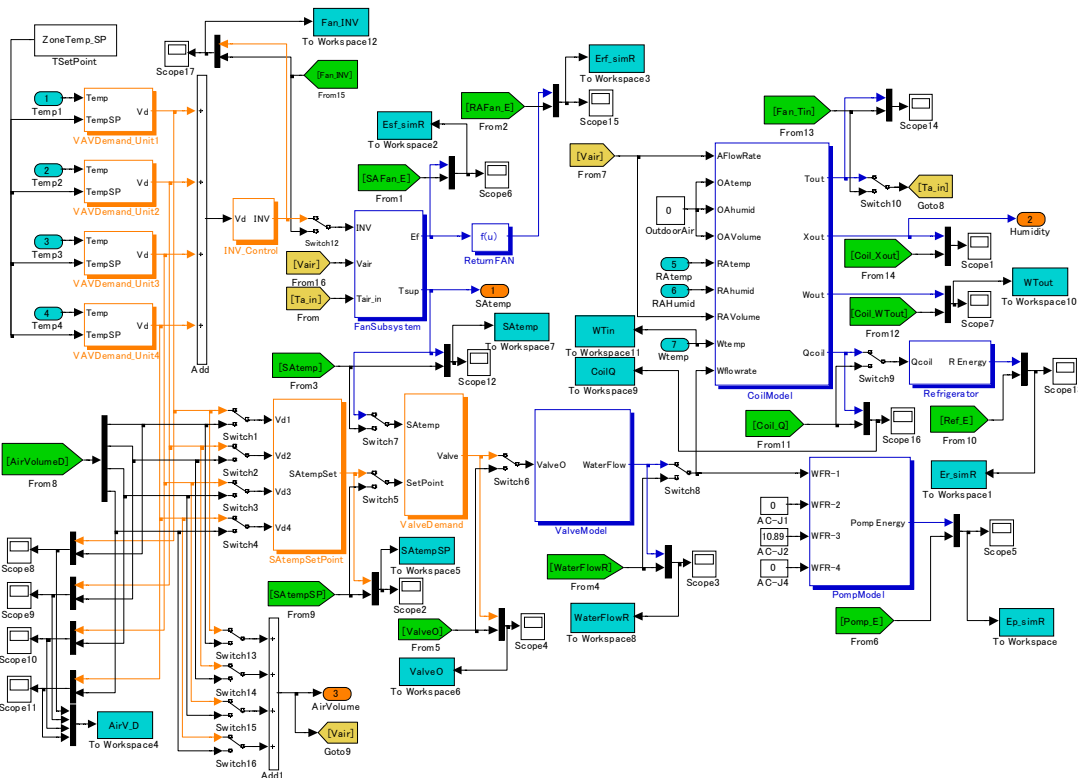 ZoneTemp_SP
TSetPoint
1
Temp1
Temp
TempSP
Vd
VAVDemand_Unit1
2
Temp2
Temp
TempSP
Vd
VAVDemand_Unit2
3
Temp3
Temp
TempSP
Vd
VAVDemand_Unit3
4
Temp4
Temp
TempSP
Vd
VAVDemand_Unit4
Scope17
Fan_INV
To Workspace12
[Fan_INV]
From15
+
+
+
+
Add
Vd INV
INV_Control
Switch12
[Vair]
From16
[Ta_in]
From
INV
Vair
Tair_in
Ef
Tsup
FanSubsystem
Esf_simR
To Workspace2
[SAFan_E]
From1
Scope6
[RAFan_E]
From2
Erf_simR
To Workspace3
Scope15
f(u)
ReturnFAN
1
SAtemp
SAtemp
To Workspace7
Scope12
[SAtemp]
From3
[Vair]
From7
0
OutdoorAir
5
RAtemp
6
RAHumid
7
Wtemp
WTin
To Workspace11
CoilQ
To Workspace9
AFlowRate
OAtemp
OAhumid
OAVolume
RAtemp
RAhumid
RAVolume
Wtemp
Wflowrate
Tout
Xout
Wout
Qcoil
CoilModel
[Fan_Tin]
From13
Scope14
Switch10
[Ta_in]
Goto8
2
Humidity
[Coil_Xout]
From14
Scope1
WTout
To Workspace10
[Coil_WTout]
From12
Scope7
Switch9
Qcoil
R Energy
Refrigerator
Scope1
[Coil_Q]
From11
Scope16
[Ref_E]
From10
Er_simR
To Workspace1
[AirVolumeD]
From8
Switch1
Switch2
Switch3
Switch4
Vd1
Vd2
Vd3
Vd4
SAtempSet
SAtempSetPoint
Switch7
Switch5
SAtemp
SetPoint
Valve
ValveDemand
Switch6
ValveO
WaterFlow
ValveModel
Switch8
WFR-1
WFR-2
WFR-3
WFR-4
Pomp Energy
PompModel
0
AC-J1
10.89
AC-J2
0
AC-J4
Scope5
[Pomp_E]
From6
Ep_simR
To Workspace
SAtempSP
To Workspace5
Scope2
[SAtempSP]
From9
[WaterFlowR]
From4
Scope3
WaterFlowR
To Workspace8
[ValveO]
From5
Scope4
ValveO
To Workspace6
Scope8
Scope9
Scope10
Scope11
AirV_D
To Workspace4
Switch13
Switch14
Switch15
Switch16
+
+
+
+
Add1
3
AirVolume
[Vair]
Goto9